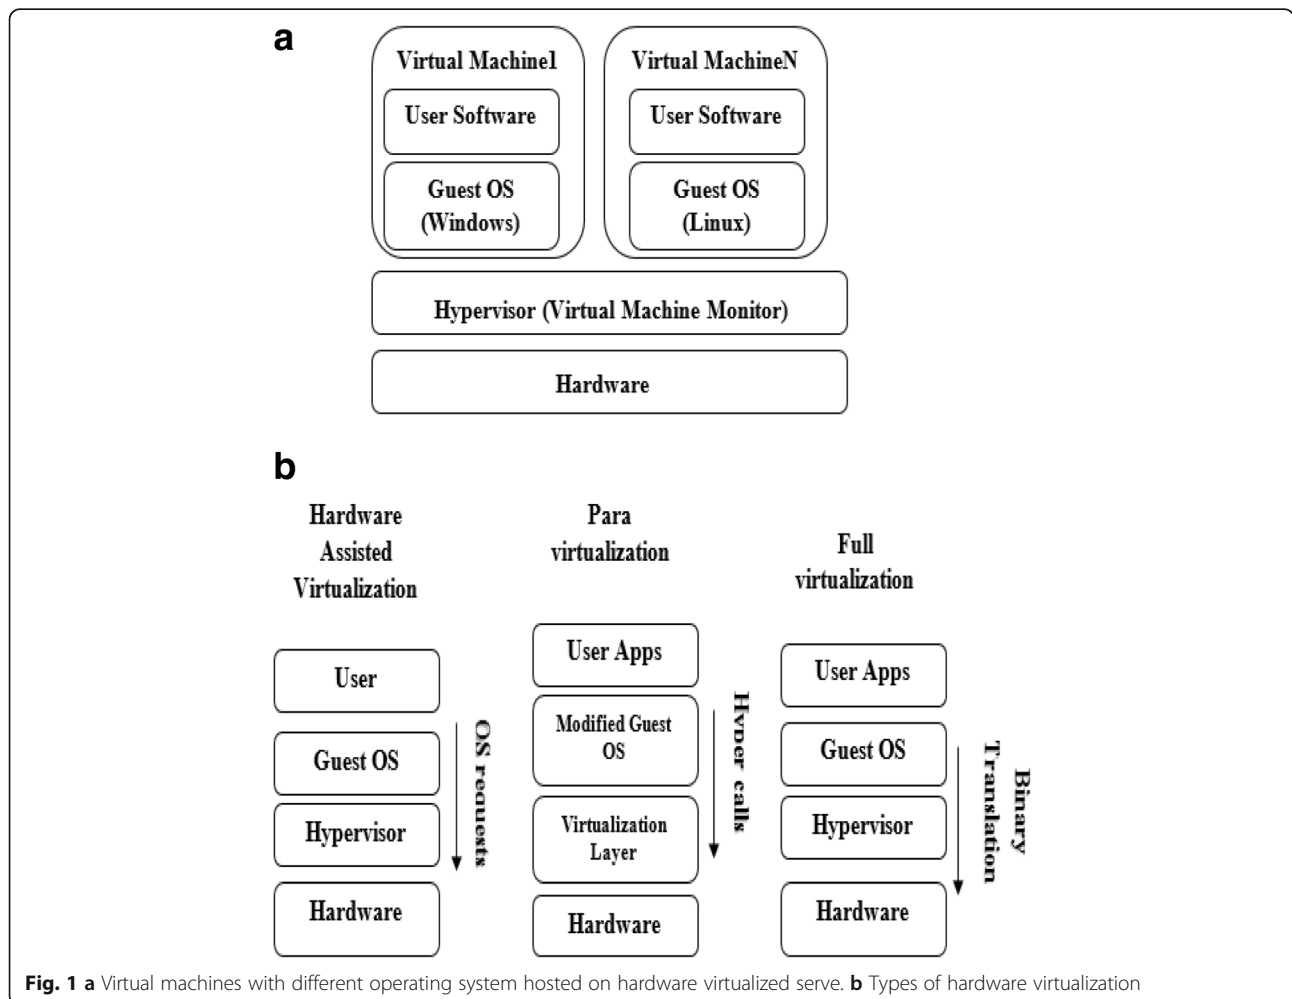 a
Virtual Machine1
Virtual MachineN
User Software
User Software
Guest OS
(Windows)
Guest OS
(Linux)
Hypervisor (Virtual Machine Monitor)
Hardware
b
Hardware
Assisted
Virtualization
Para
virtualization
Full
virtualization
User
Guest OS
Hypervisor
Hardware
OS requests
User Apps
Modified Guest
OS
Virtualization
Layer
Hardware
Hyper calls
User Apps
Guest OS
Hypervisor
Hardware
Binary
Translation
Fig. 1 a Virtual machines with different operating system hosted on hardware virtualized serve. b Types of hardware virtualization